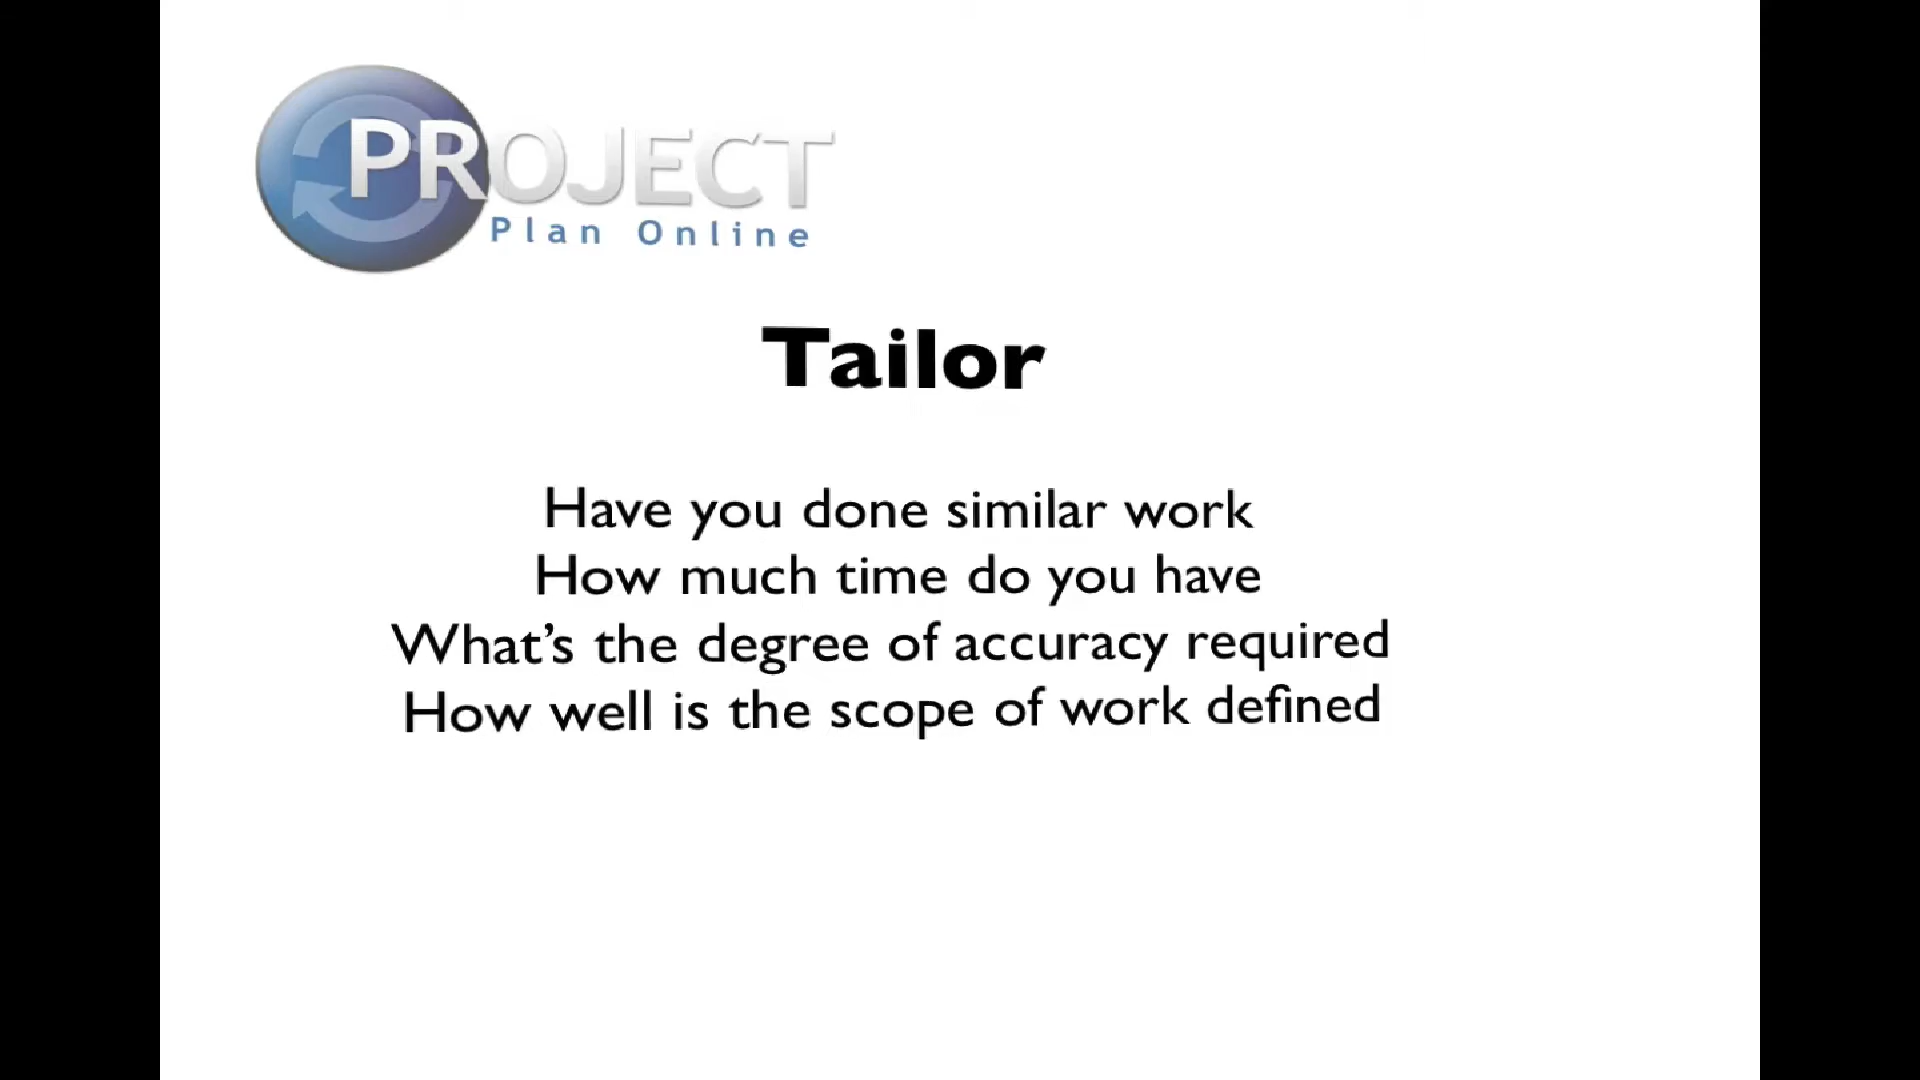 PROJECT
Plan Online
Tailor
Have you done similar work
How much time do you have
What's the degree of accuracy required
How well is the scope of work defined